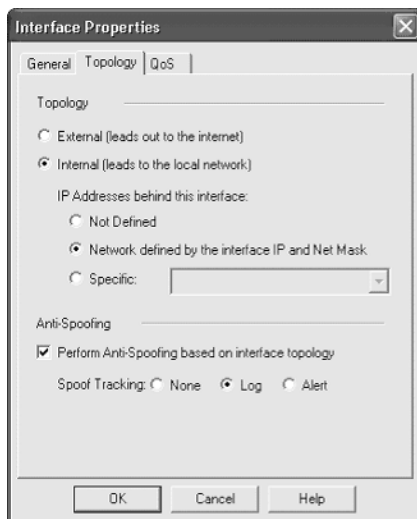 Interface Properties
General Topology QoS
Topology
External (leads out to the internet)
Internal (leads to the local network)
IP Addresses behind this interface:
Not Defined
Network defined by the interface IP and Net Mask
Specific:
Anti-Spoofing
Perform Anti-Spoofing based on interface topology
Spoof Tracking: None Log Alert
OK Cancel Help